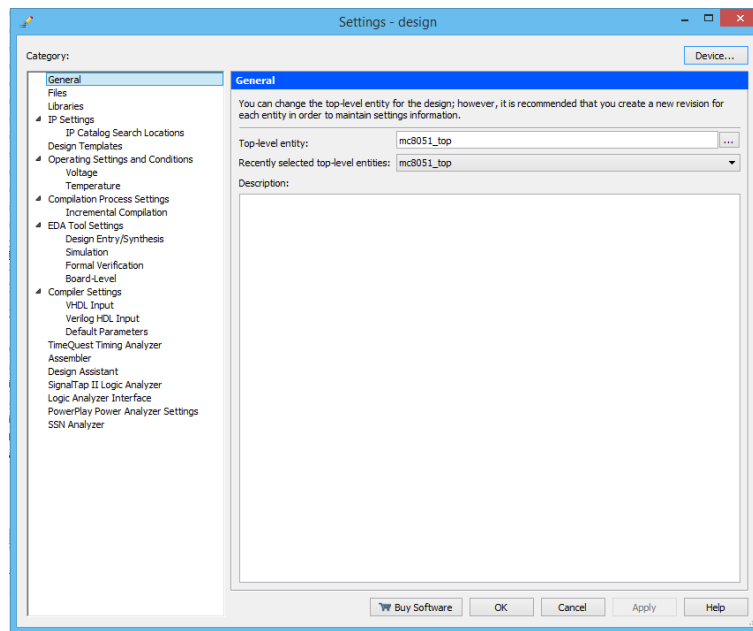 Settings - design
Category:
Device...
General
Files
Libraries
IP Settings
IP Catalog Search Locations
Design Templates
Operating Settings and Conditions
Voltage
Temperature
Compilation Process Settings
Incremental Compilation
EDA Tool Settings
Design Entry/Synthesis
Simulation
Formal Verification
Board-Level
Compiler Settings
VHDL Input
Verilog HDL Input
Default Parameters
TimeQuest Timing Analyzer
Assembler
Design Assistant
SignalTap II Logic Analyzer
Logic Analyzer Interface
PowerPlay Power Analyzer Settings
SSN Analyzer
General
You can change the top-level entity for the design; however, it is recommended that you create a new revision for
each entity in order to maintain settings information.
Top-level entity: mc8051_top ...
Recently selected top-level entities: mc8051_top
Description:
Buy Software OK Cancel Apply Help